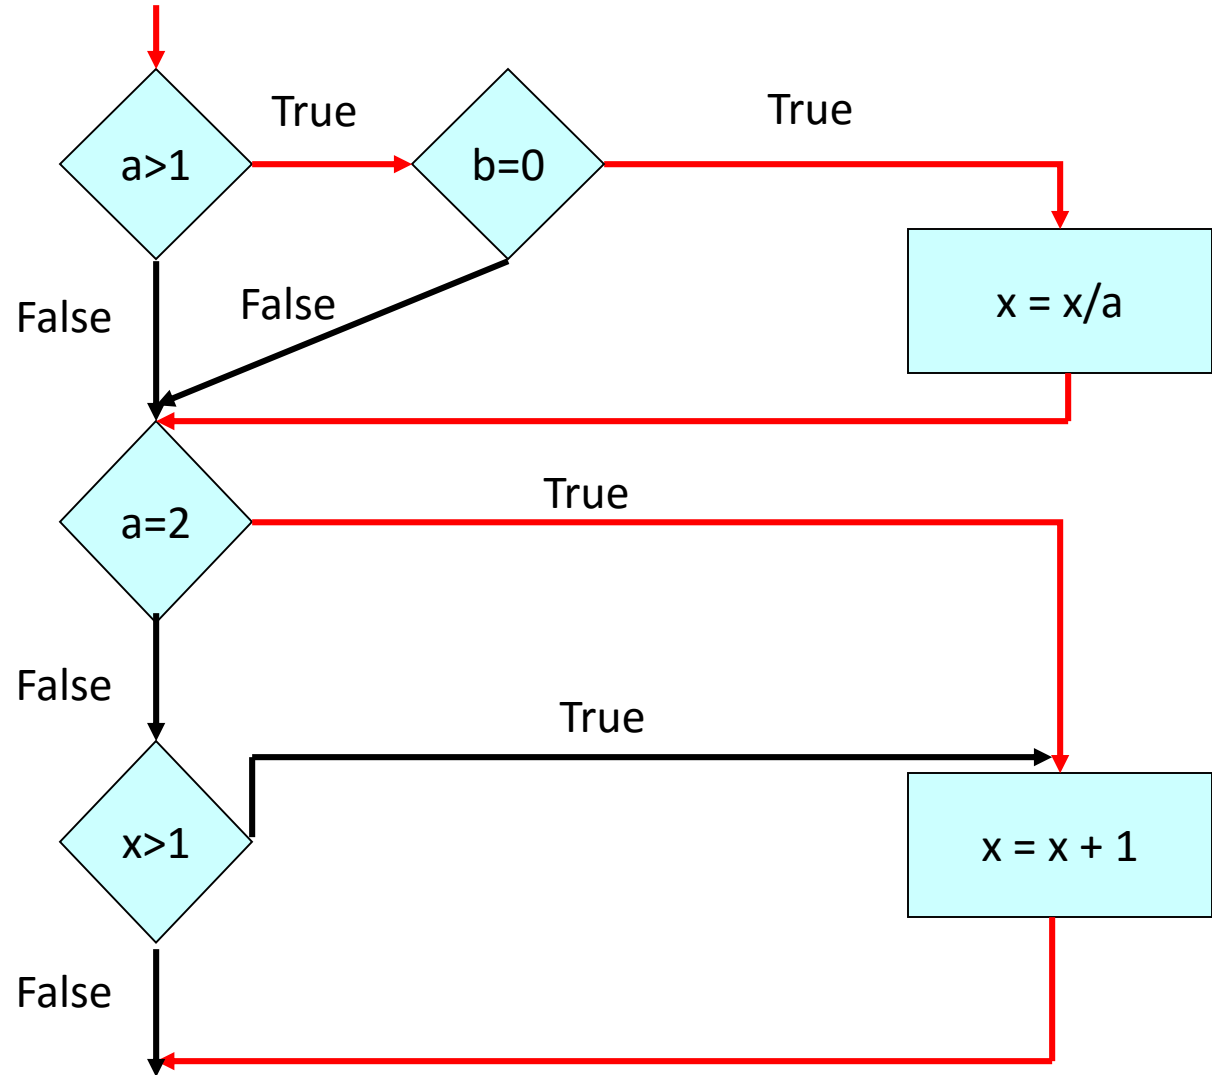 True
True
a>1
b=0
False
False
x = x/a
True
a=2
False
True
x>1
x = x + 1
False